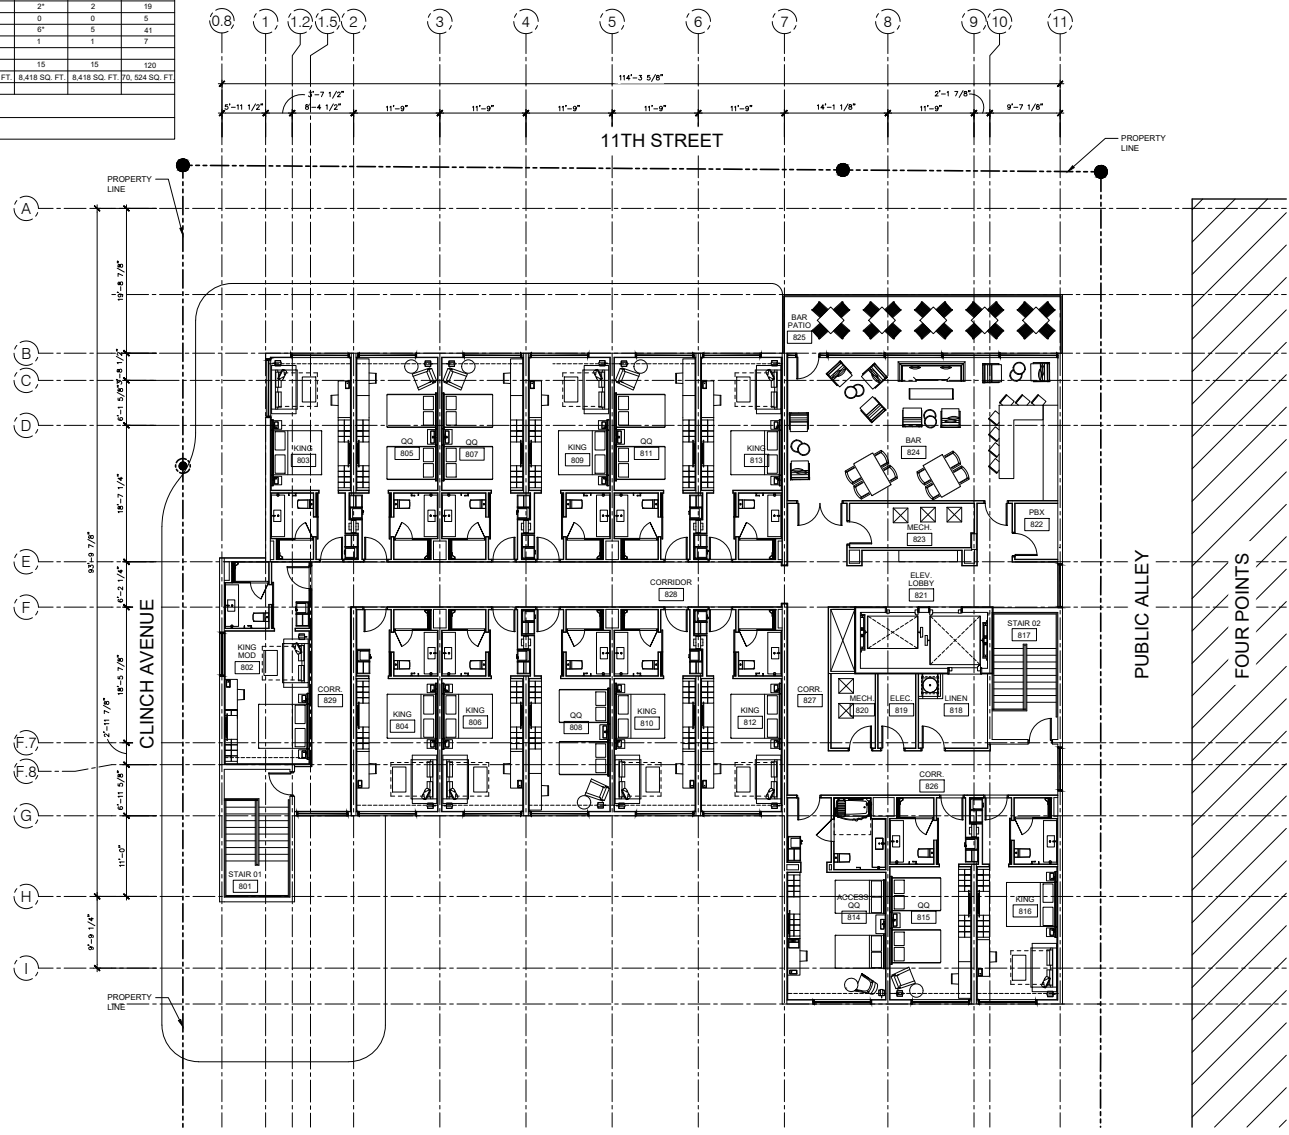 2* 2 19
0 0 5
6* 5 41
1 1 7
15 15 120
FT. 8,418 SQ. FT. 8,418 SQ. FT. 70, 524 SQ. FT.
0.8 1 1.2 1.5 2 3 4 5 6 7 8 9 10 11
114'-3 5/8"
3'-7 1/2" 2'-1 7/8"
5'-11 1/2" 8'-4 1/2" 11'-9" 11'-9" 11'-9" 11'-9" 11'-9" 14'-1 1/8" 11'-9" 9'-7 1/8"
11TH STREET
PROPERTY
LINE
PROPERTY
LINE
A
19'-8 7/8"
BAR
PATIO
825
B
C
6'-1 5/8"
D
KING
803
QQ
805
QQ
807
KING
809
QQ
811
KING
813
BAR
824
18'-7 1/4"
93'-9 7/8"
MECH.
823
PBX
822
E
6'-2 1/4"
CORRIDOR
828
ELEV.
LOBBY
821
F
STAIR 02
817
CLINCH AVENUE
PUBLIC ALLEY
FOUR POINTS
KING
MOD
802
18'-5 7/8"
CORR.
829
KING
804
KING
806
QQ
808
KING
810
KING
812
CORR.
827
MECH.
820
ELEC.
819
LINEN
818
2'-11 7/8"
F.7
F.8
6'-11 5/8"
CORR.
826
G
11'-0"
STAIR 01
801
H
ACCESS
QQ
814
QQ
815
KING
816
9'-9 1/4"
I
PROPERTY
LINE